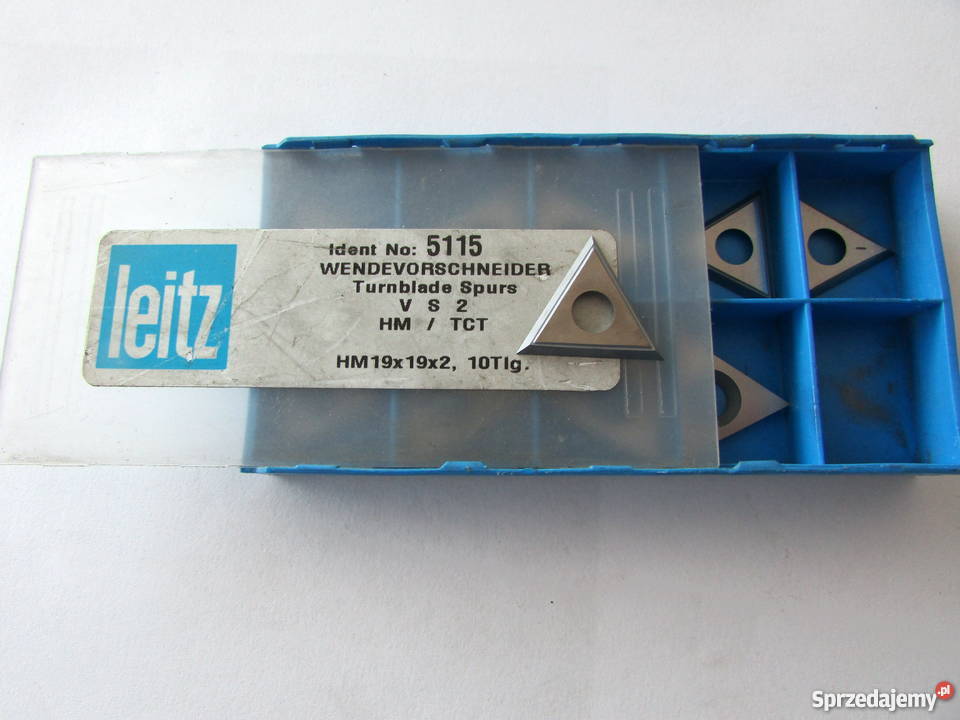 leitz
Ident No: 5115
WENDEVORSCHNEIDER
Turnblade Spurs
V S 2
HM / TCT
HM19x19x2, 10Tlg.
Sprzedajemy.pl